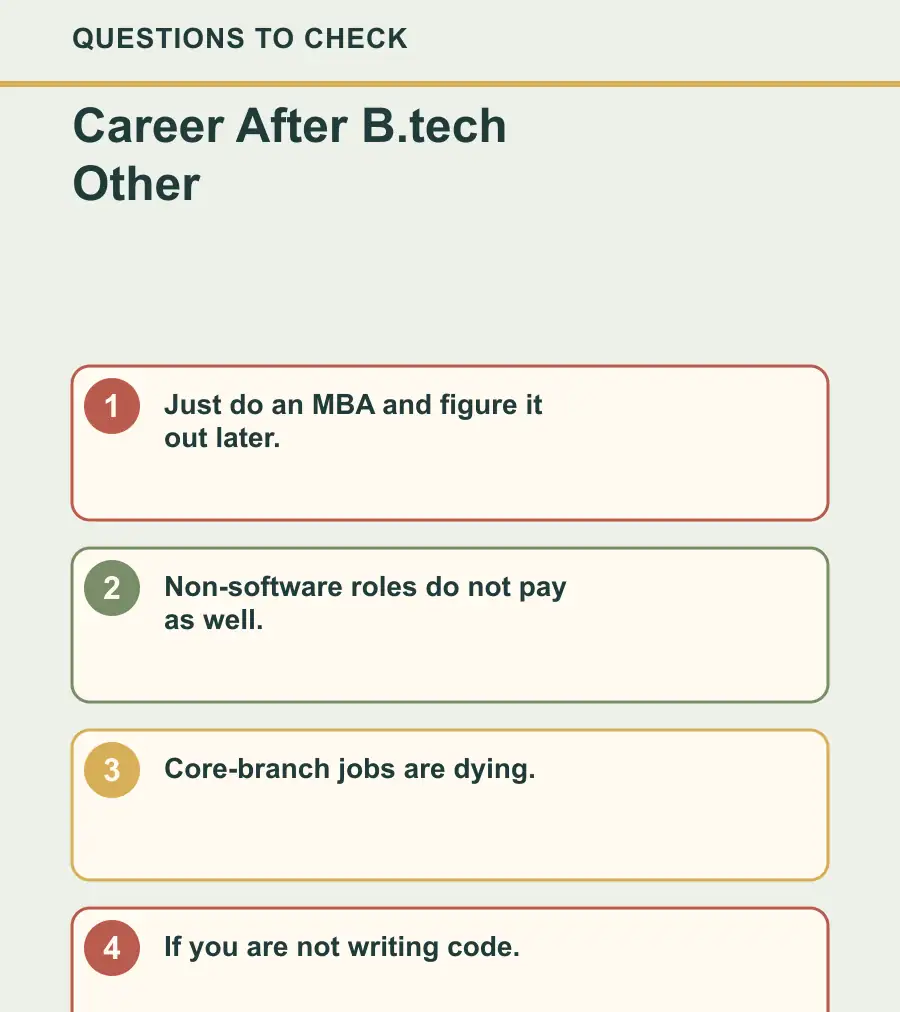 QUESTIONS TO CHECK
Career After B.tech
Other
1
Just do an MBA and figure it
out later.
2
Non-software roles do not pay
as well.
3
Core-branch jobs are dying.
4
If you are not writing code.